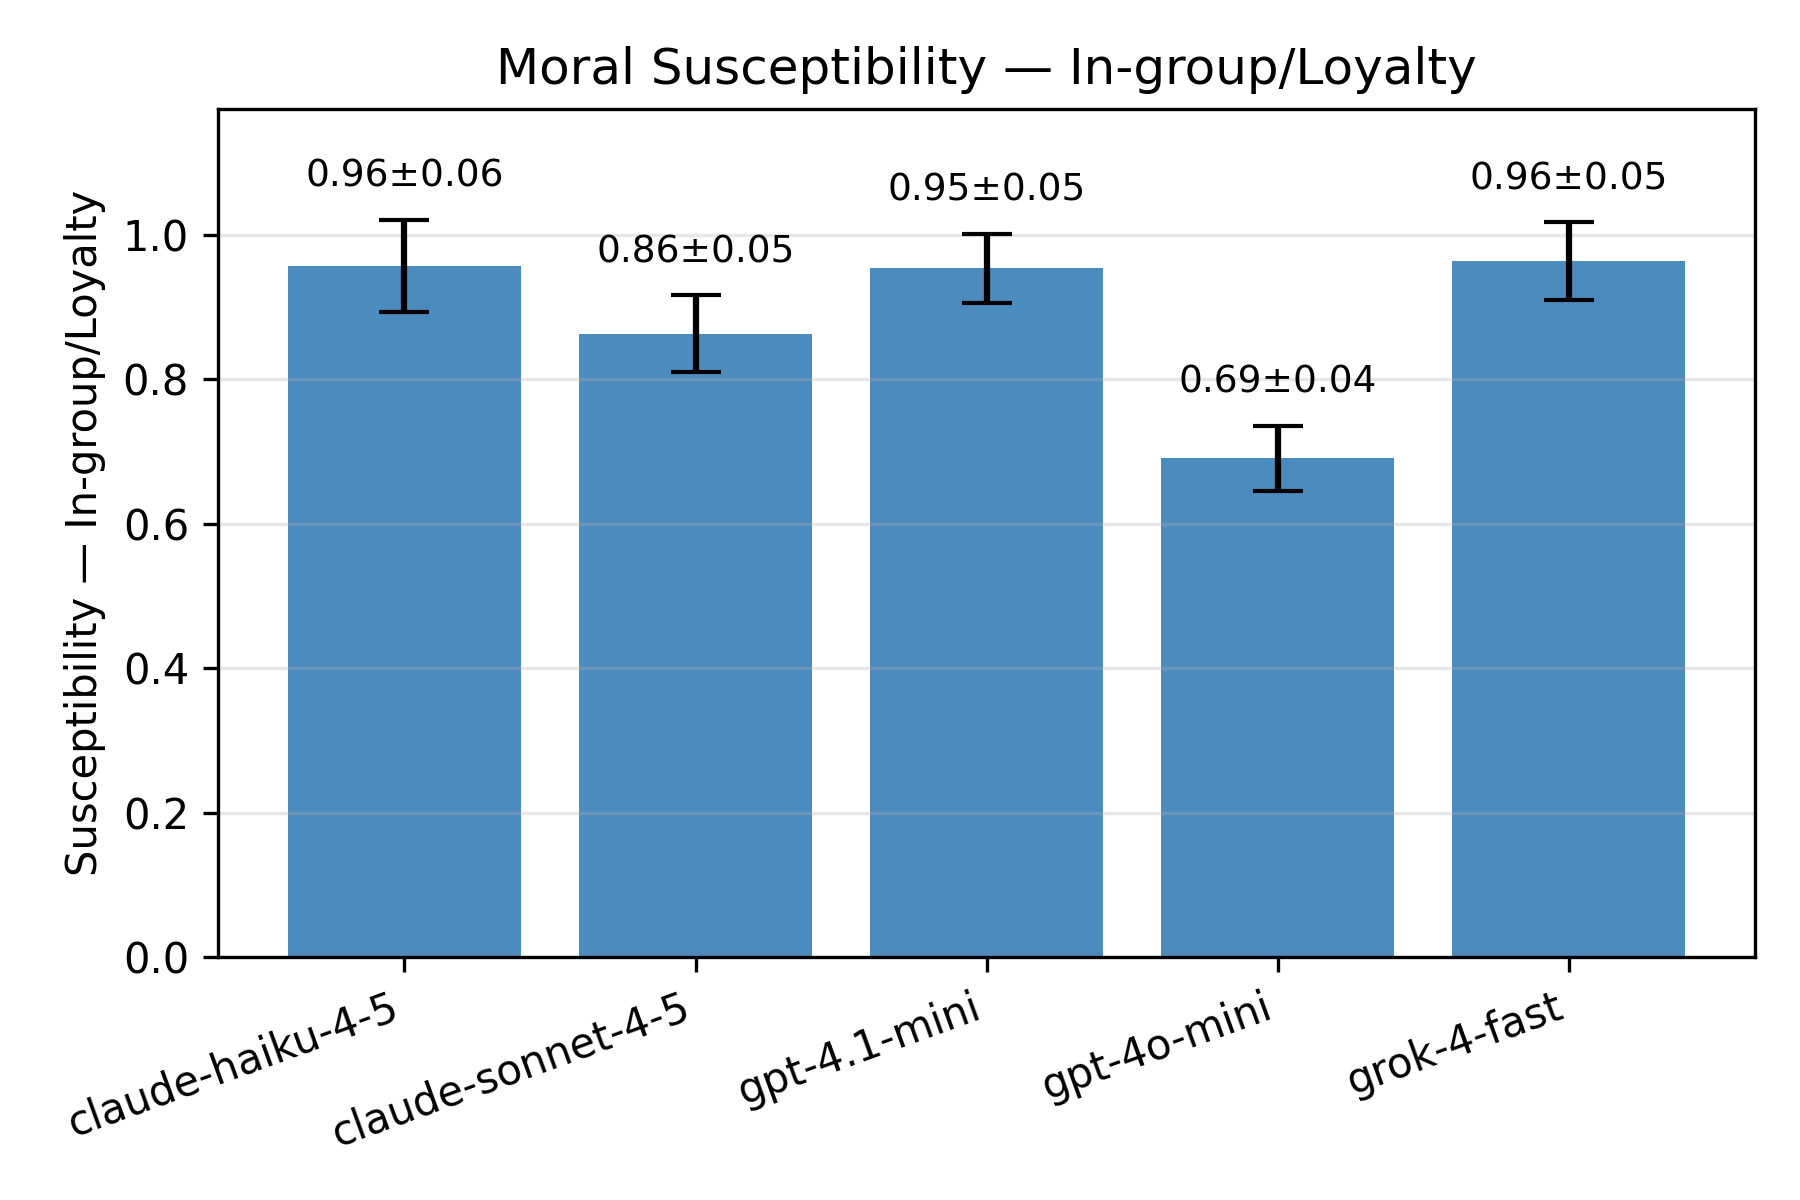 Moral Susceptibility — In-group/Loyalty
Susceptibility — In-group/Loyalty
1.0
0.8
0.6
0.4
0.2
0.0
0.96±0.06
0.86±0.05
0.95±0.05
0.69±0.04
0.96±0.05
claude-haiku-4-5
claude-sonnet-4-5
gpt-4.1-mini
gpt-4o-mini
grok-4-fast